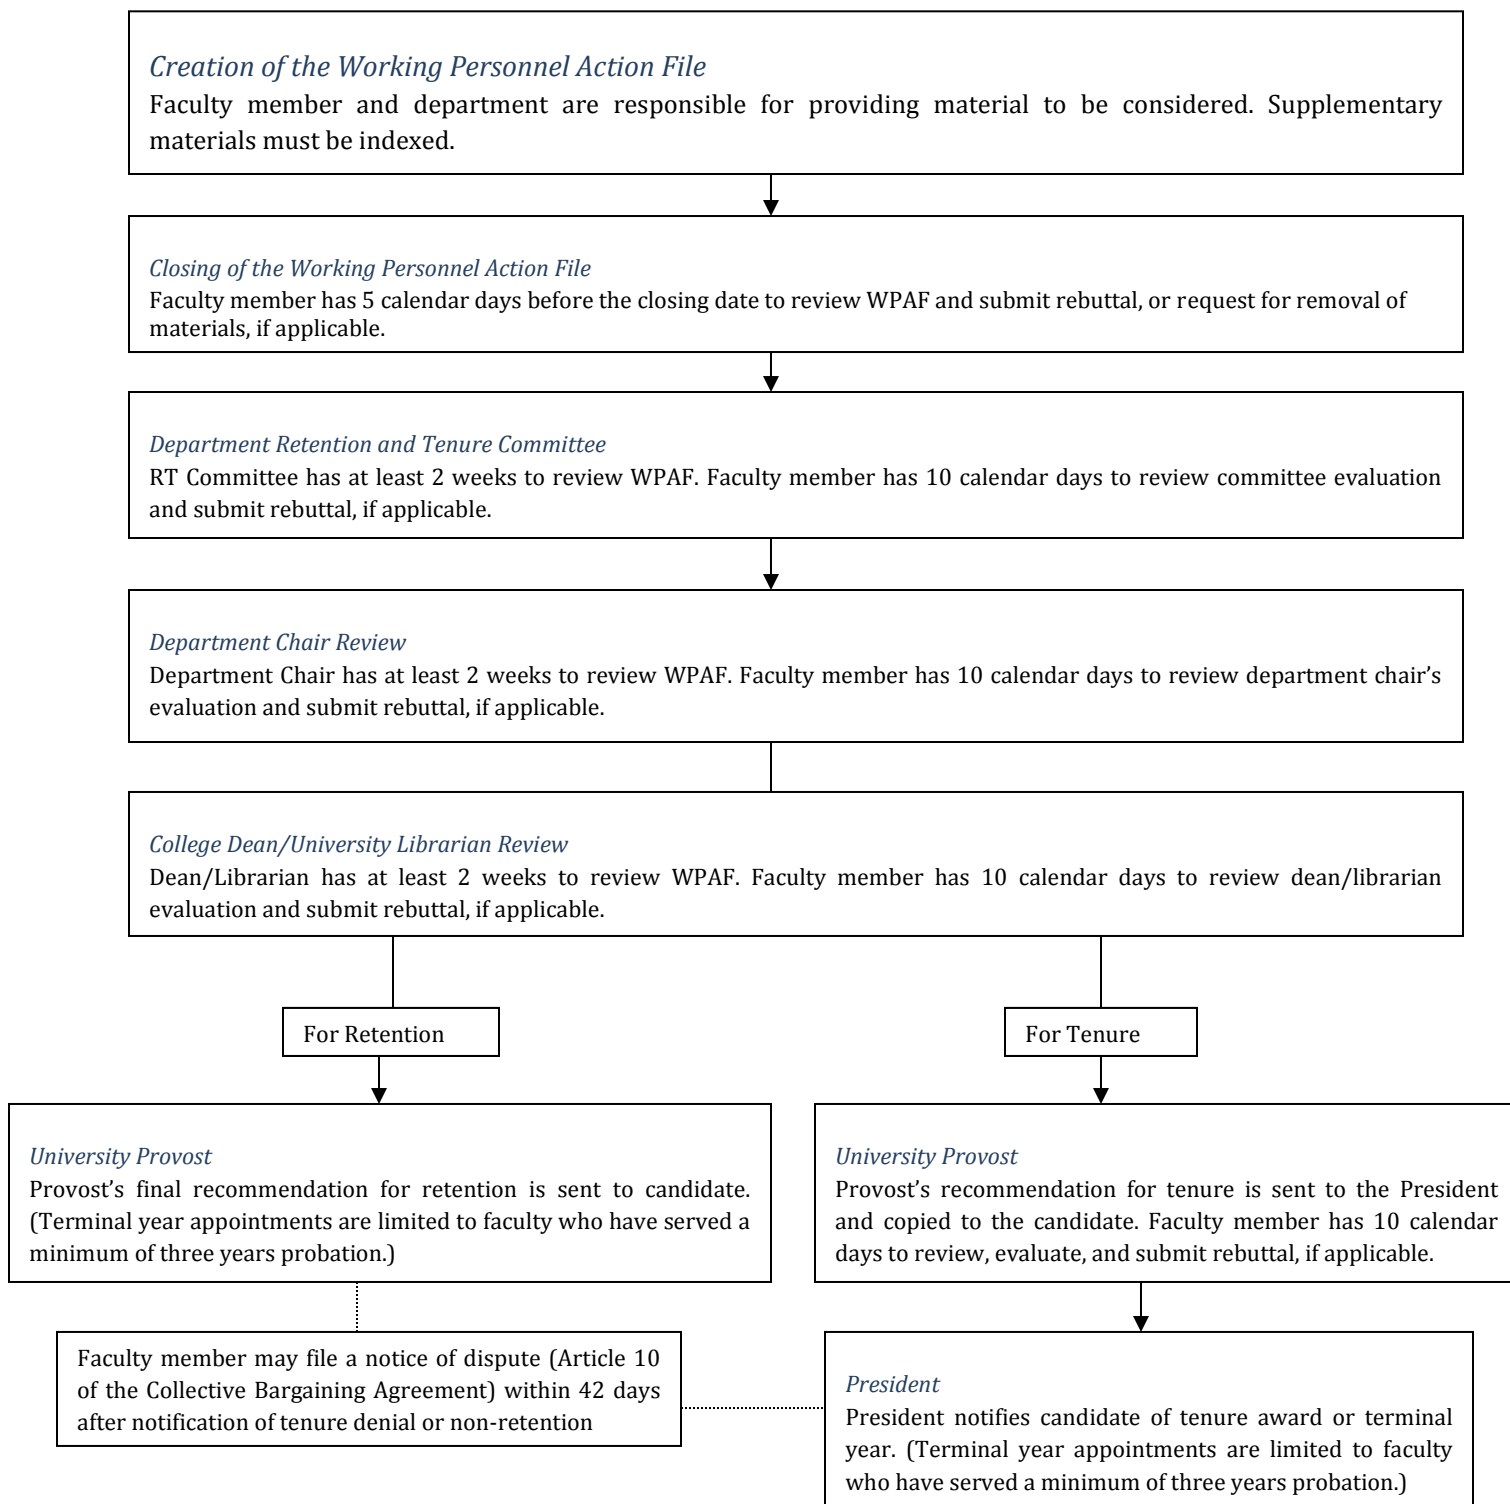 Creation of the Working Personnel Action File
Faculty member and department are responsible for providing material to be considered. Supplementary
materials must be indexed.
Closing of the Working Personnel Action File
Faculty member has 5 calendar days before the closing date to review WPAF and submit rebuttal, or request for removal of
materials, if applicable.
Department Retention and Tenure Committee
RT Committee has at least 2 weeks to review WPAF. Faculty member has 10 calendar days to review committee evaluation
and submit rebuttal, if applicable.
Department Chair Review
Department Chair has at least 2 weeks to review WPAF. Faculty member has 10 calendar days to review department chair’s
evaluation and submit rebuttal, if applicable.
College Dean/University Librarian Review
Dean/Librarian has at least 2 weeks to review WPAF. Faculty member has 10 calendar days to review dean/librarian
evaluation and submit rebuttal, if applicable.
For Retention
For Tenure
University Provost
Provost’s final recommendation for retention is sent to candidate.
(Terminal year appointments are limited to faculty who have served a
minimum of three years probation.)
University Provost
Provost’s recommendation for tenure is sent to the President
and copied to the candidate. Faculty member has 10 calendar
days to review, evaluate, and submit rebuttal, if applicable.
Faculty member may file a notice of dispute (Article 10
of the Collective Bargaining Agreement) within 42 days
after notification of tenure denial or non-retention
President
President notifies candidate of tenure award or terminal
year. (Terminal year appointments are limited to faculty
who have served a minimum of three years probation.)